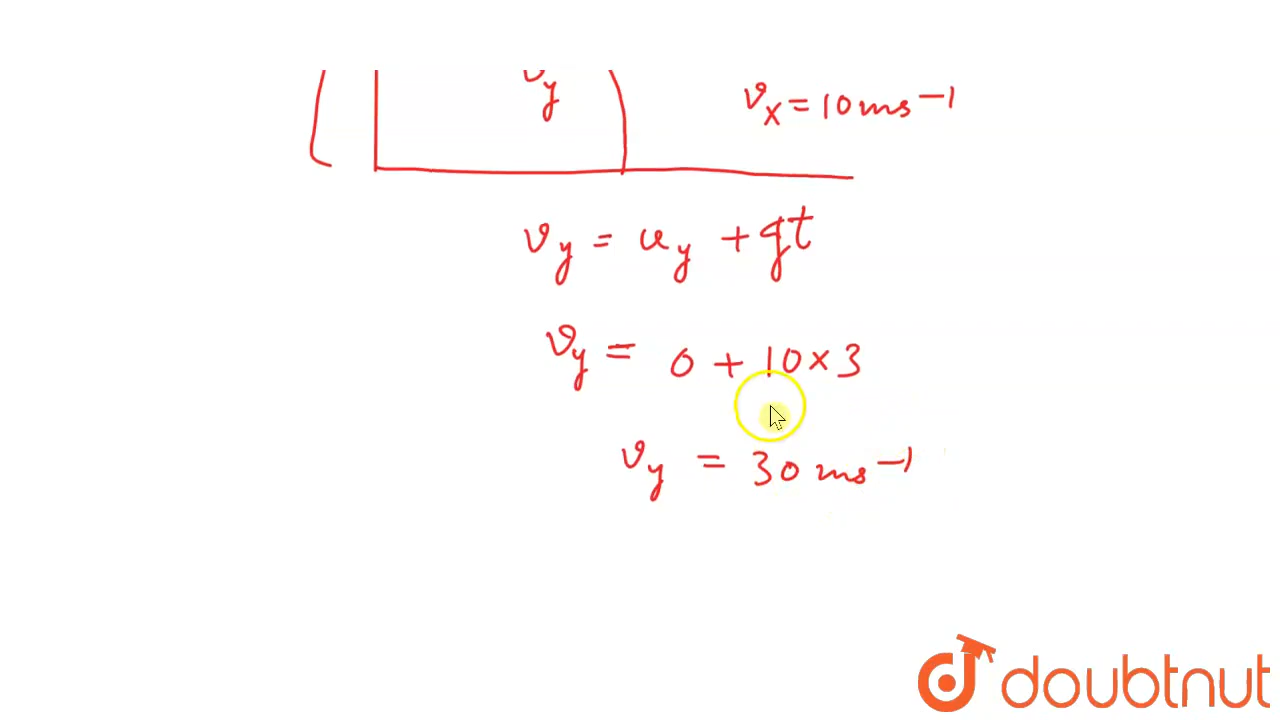 vy
vx = 10 ms-1
vy = uy + gt
vy = 0 + 10 × 3
vy = 30 ms-1
doubtnut